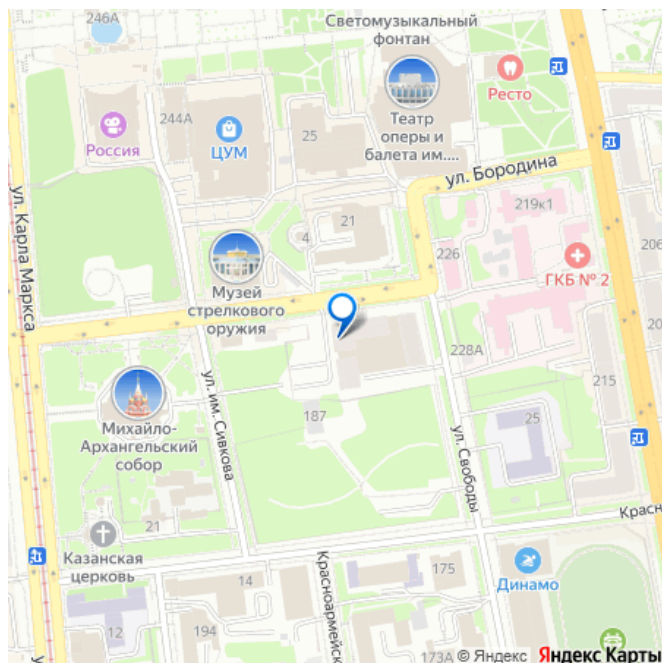 246А
Светомузыкальный
фонтан
Ресто
244А
Россия
ЦУМ
25
Театр
оперы и
балета им....
ул. Бородина
219к1
206
226
21
4
ГКБ № 2
ул. Карла Маркса
Музей
стрелкового
оружия
228А
215
Михайло-
Архангельский
собор
ул. им. Сивкова
187
25
ул. Свободы
21
Казанская
церковь
Красн
14
175
Динамо
Красноармейск
12
194
173А
© Яндекс Яндекс Карты